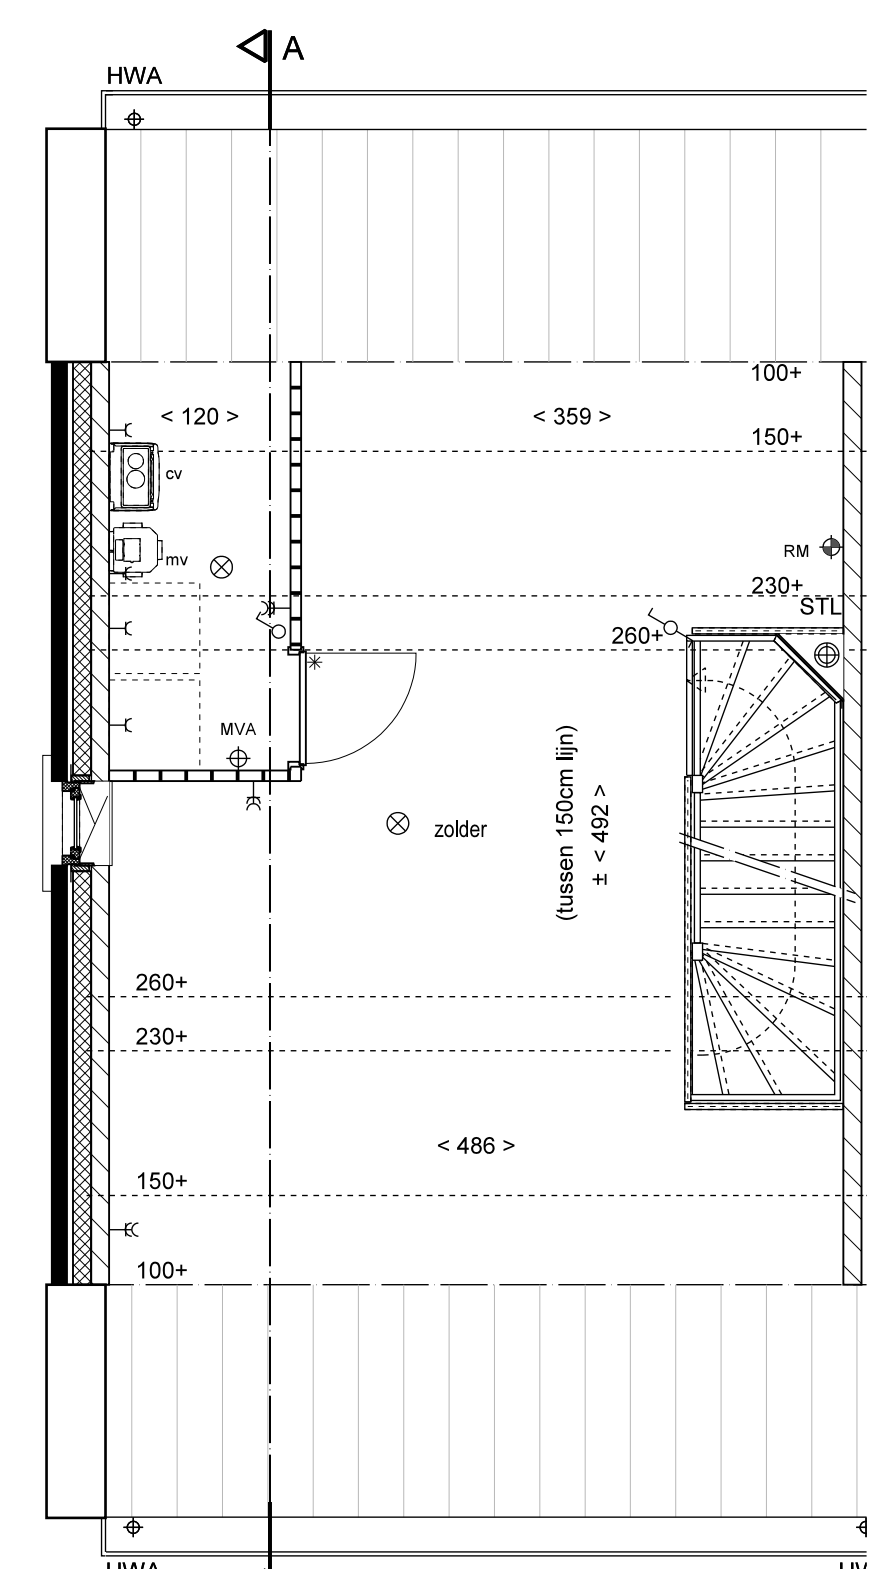 A
HWA
100+
< 120 >
< 359 >
150+
cv
RM
mv
230+
STL
260+
MVA
zolder
(tussen 150cm lijn)
± < 492 >
260+
230+
< 486 >
150+
100+
HWA